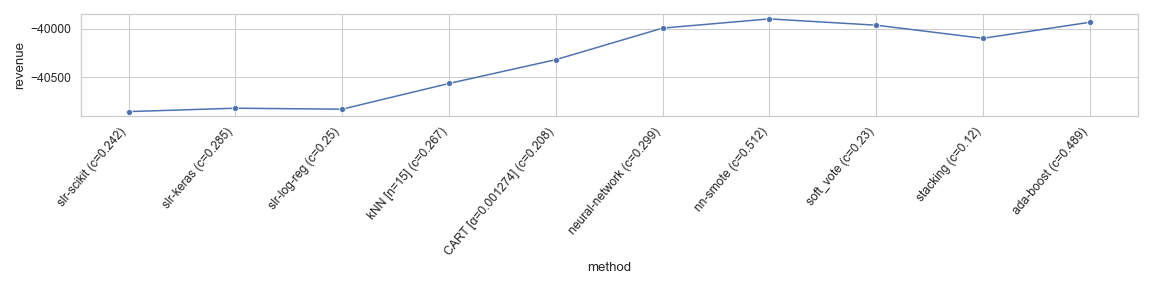 revenue
−40000
−40500
slr-scikit (c=0.242)
slr-keras (c=0.285)
slr-log-reg (c=0.25)
kNN [n=15] (c=0.267)
CART [α=0.001274] (c=0.208)
neural-network (c=0.299)
nn-smote (c=0.512)
soft_vote (c=0.23)
stacking (c=0.12)
ada-boost (c=0.489)
method